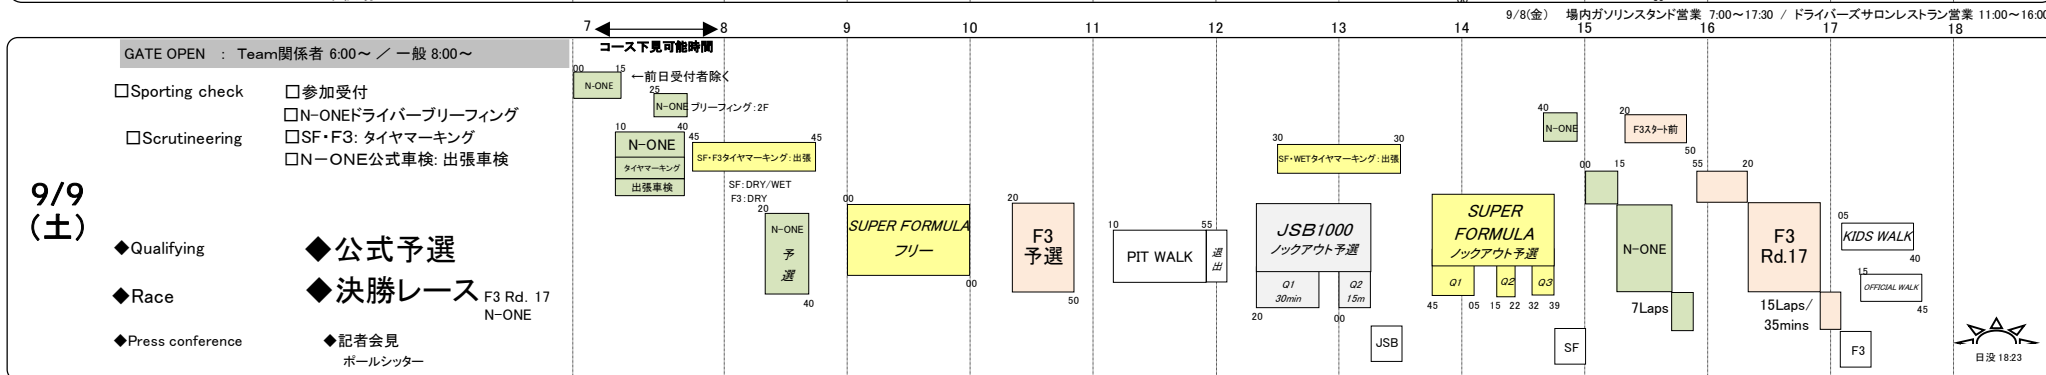 9/8(金) 場内ガソリンスタンド営業 7:00～17:30 / ドライバーズサロンレストラン営業 11:00～16:00
7 8 9 10 11 12 13 14 15 16 17 18
コース下見可能時間
GATE OPEN : Team関係者 6:00～ ／ 一般 8:00～
9/9
(土)
□Sporting check
□参加受付
□N-ONEドライバーブリーフィング
□Scrutineering
□SF・F3: タイヤマーキング
□N－ONE公式車検: 出張車検
◆Qualifying
◆公式予選
◆Race
◆決勝レース
F3 Rd. 17
N-ONE
◆Press conference
◆記者会見
ポールシッター
00 15
N-ONE
←前日受付者除く
25
N-ONE ブリーフィング:2F
10 40
N-ONE
タイヤマーキング
出張車検
45 45
SF・F3タイヤマーキング:出張
SF:DRY/WET
F3:DRY
20
N-ONE
予
選
40
00
SUPER FORMULA
フリー
00
20
F3
予選
50
10 55
PIT WALK
退
出
30 30
SF・WETタイヤマーキング:出張
JSB1000
ノックアウト予選
Q1
30min
Q2
15m
20 00
JSB
SUPER
FORMULA
ノックアウト予選
Q1 Q2 Q3
45 05 15 22 32 39
SF
40
N-ONE
00 15
N-ONE
7Laps
20
F3スタート前
50
55 20
F3
Rd.17
15Laps/
35mins
F3
05
KIDS WALK
40
15
OFFICIAL WALK
45
日没 18:23